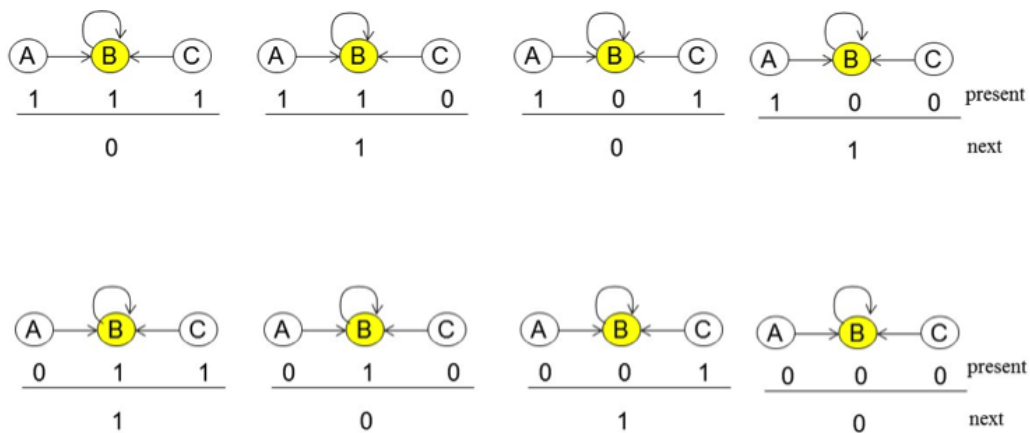 A B C A B C A B C A B C
1 1 1 1 1 0 1 0 1 1 0 0 present
0 1 0 1 next
A B C A B C A B C A B C
0 1 1 0 1 0 0 0 1 0 0 0 present
1 0 1 0 next